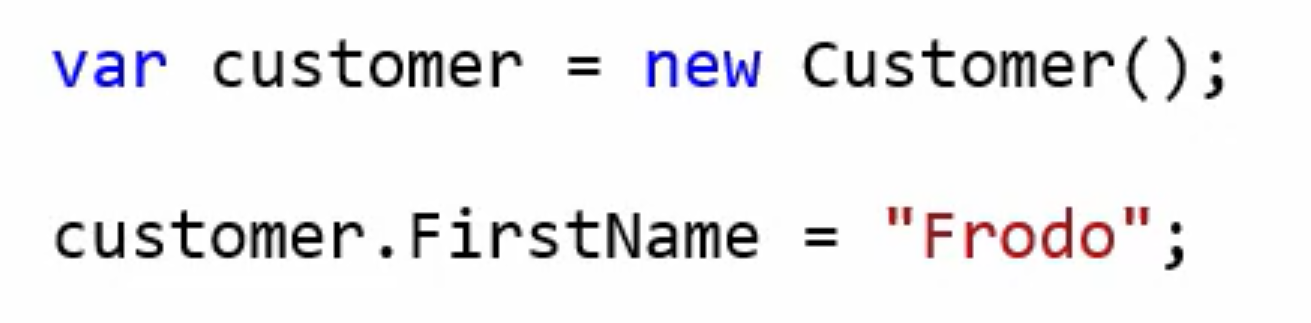 var customer = new Customer();
customer.FirstName = "Frodo";